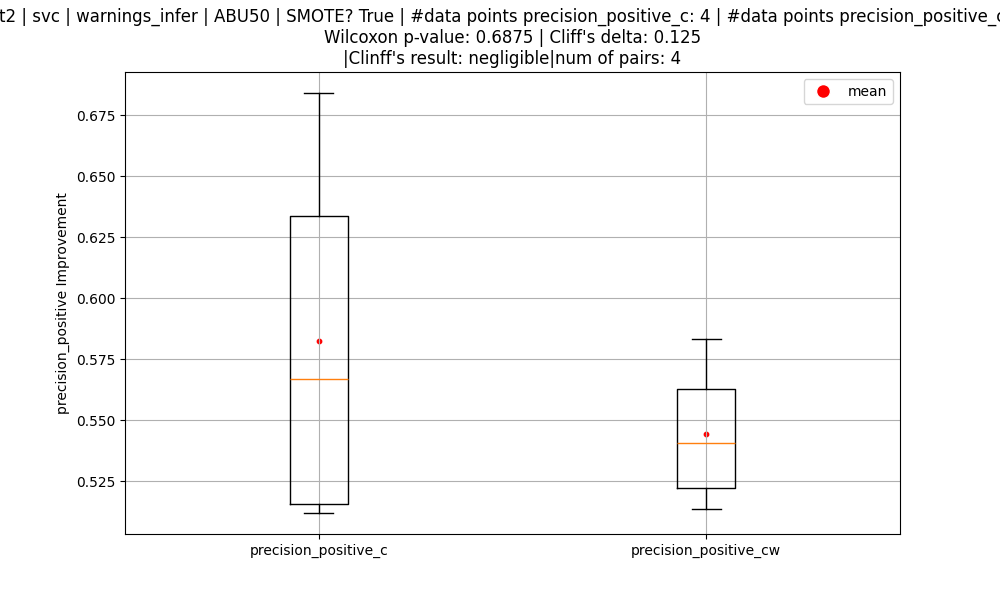 t2 | svc | warnings_infer | ABU50 | SMOTE? True | #data points precision_positive_c: 4 | #data points precision_positive_c
Wilcoxon p-value: 0.6875 | Cliff's delta: 0.125
|Clinff's result: negligible|num of pairs: 4
mean
0.675
0.650
0.625
0.600
0.575
0.550
0.525
precision_positive Improvement
precision_positive_c
precision_positive_cw